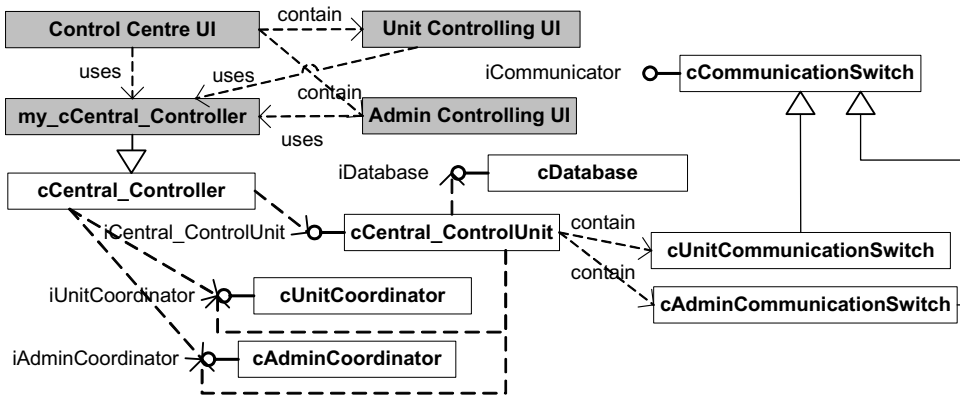 Control Centre UI
contain
Unit Controlling UI
uses
uses
contain
iCommunicator
cCommunicationSwitch
my_cCentral_Controller
uses
Admin Controlling UI
iDatabase
cDatabase
cCentral_Controller
iCentral_ControlUnit
cCentral_ControlUnit
contain
cUnitCommunicationSwitch
contain
iUnitCoordinator
cUnitCoordinator
cAdminCommunicationSwitch
iAdminCoordinator
cAdminCoordinator